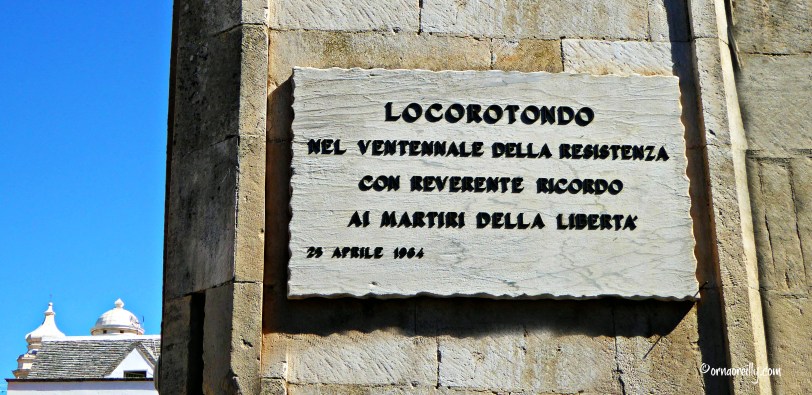 LOCOROTONDO
NEL VENTENNALE DELLA RESISTENZA
CON REVERENTE RICORDO
AI MARTIRI DELLA LIBERTA'
25 APRILE 1964
©ornaoreilly.com